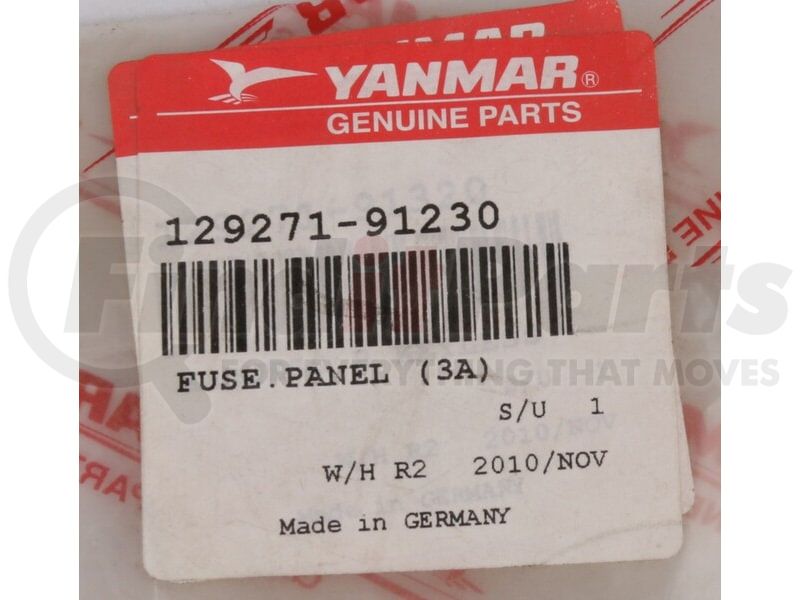 YANMAR®
GENUINE PARTS
129271-91230
FindItParts
FOR EVERYTHING THAT MOVES
FUSE.PANEL (3A)
S/U 1
W/H R2 2010/NOV
Made in GERMANY